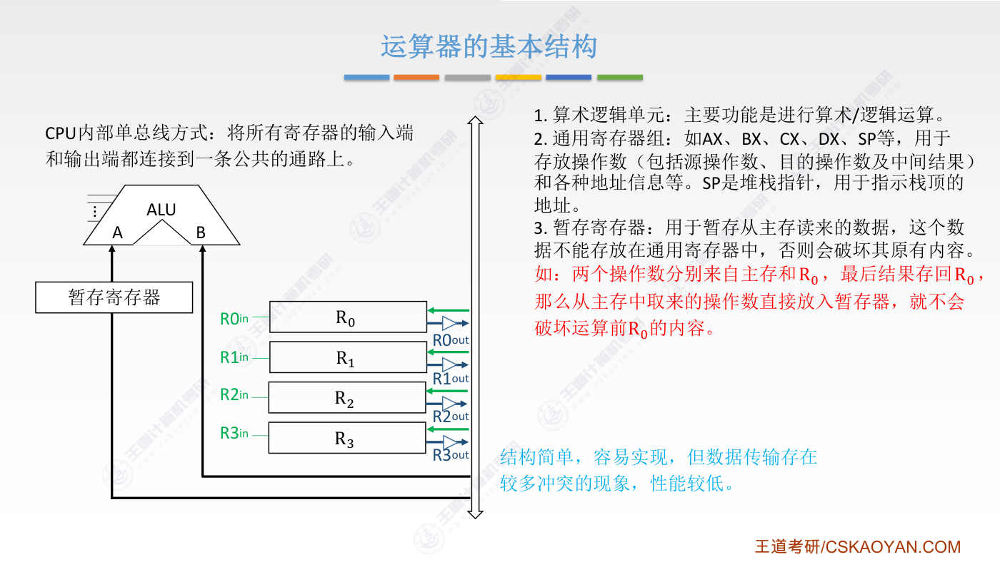 运算器的基本结构
CPU内部单总线方式：将所有寄存器的输入端
和输出端都连接到一条公共的通路上。
ALU
A
B
暂存寄存器
R0in
R₀
R0out
R1in
R₁
R1out
R2in
R₂
R2out
R3in
R₃
R3out
1. 算术逻辑单元：主要功能是进行算术/逻辑运算。
2. 通用寄存器组：如AX、BX、CX、DX、SP等，用于
存放操作数（包括源操作数、目的操作数及中间结果）
和各种地址信息等。SP是堆栈指针，用于指示栈顶的
地址。
3. 暂存寄存器：用于暂存从主存读来的数据，这个数
据不能存放在通用寄存器中，否则会破坏其原有内容。
如：两个操作数分别来自主存和R₀，最后结果存回R₀，
那么从主存中取来的操作数直接放入暂存器，就不会
破坏运算前R₀的内容。
结构简单，容易实现，但数据传输存在
较多冲突的现象，性能较低。
王道考研/CSKAOYAN.COM
王道计算机考研